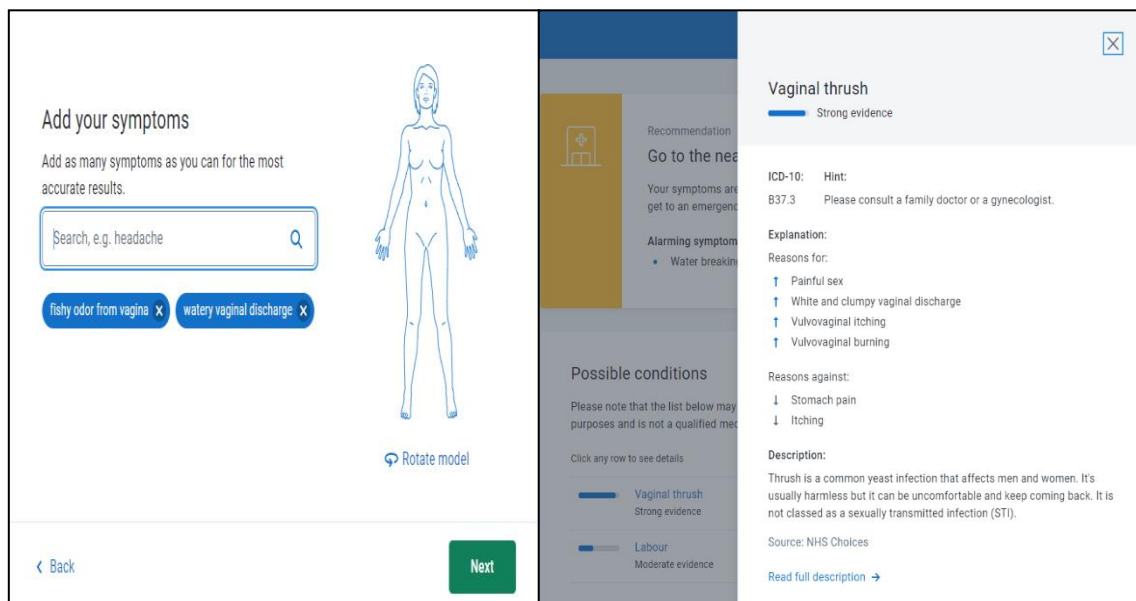 Add your symptoms
Add as many symptoms as you can for the most
accurate results.
Search, e.g. headache
fishy odor from vagina X watery vaginal discharge X
Rotate model
Back
Next
Recommendation
Go to the nea
Your symptoms are
get to an emergenc
Alarming symptom
• Water breakin
Possible conditions
Please note that the list below may
purposes and is not a qualified med
Click any row to see details
Vaginal thrush
Strong evidence
Labour
Moderate evidence
Vaginal thrush
Strong evidence
ICD-10: Hint:
B37.3 Please consult a family doctor or a gynecologist.
Explanation:
Reasons for:
↑ Painful sex
↑ White and clumpy vaginal discharge
↑ Vulvovaginal itching
↑ Vulvovaginal burning
Reasons against:
↓ Stomach pain
↓ Itching
Description:
Thrush is a common yeast infection that affects men and women. It's
usually harmless but it can be uncomfortable and keep coming back. It is
not classed as a sexually transmitted infection (STI).
Source: NHS Choices
Read full description →